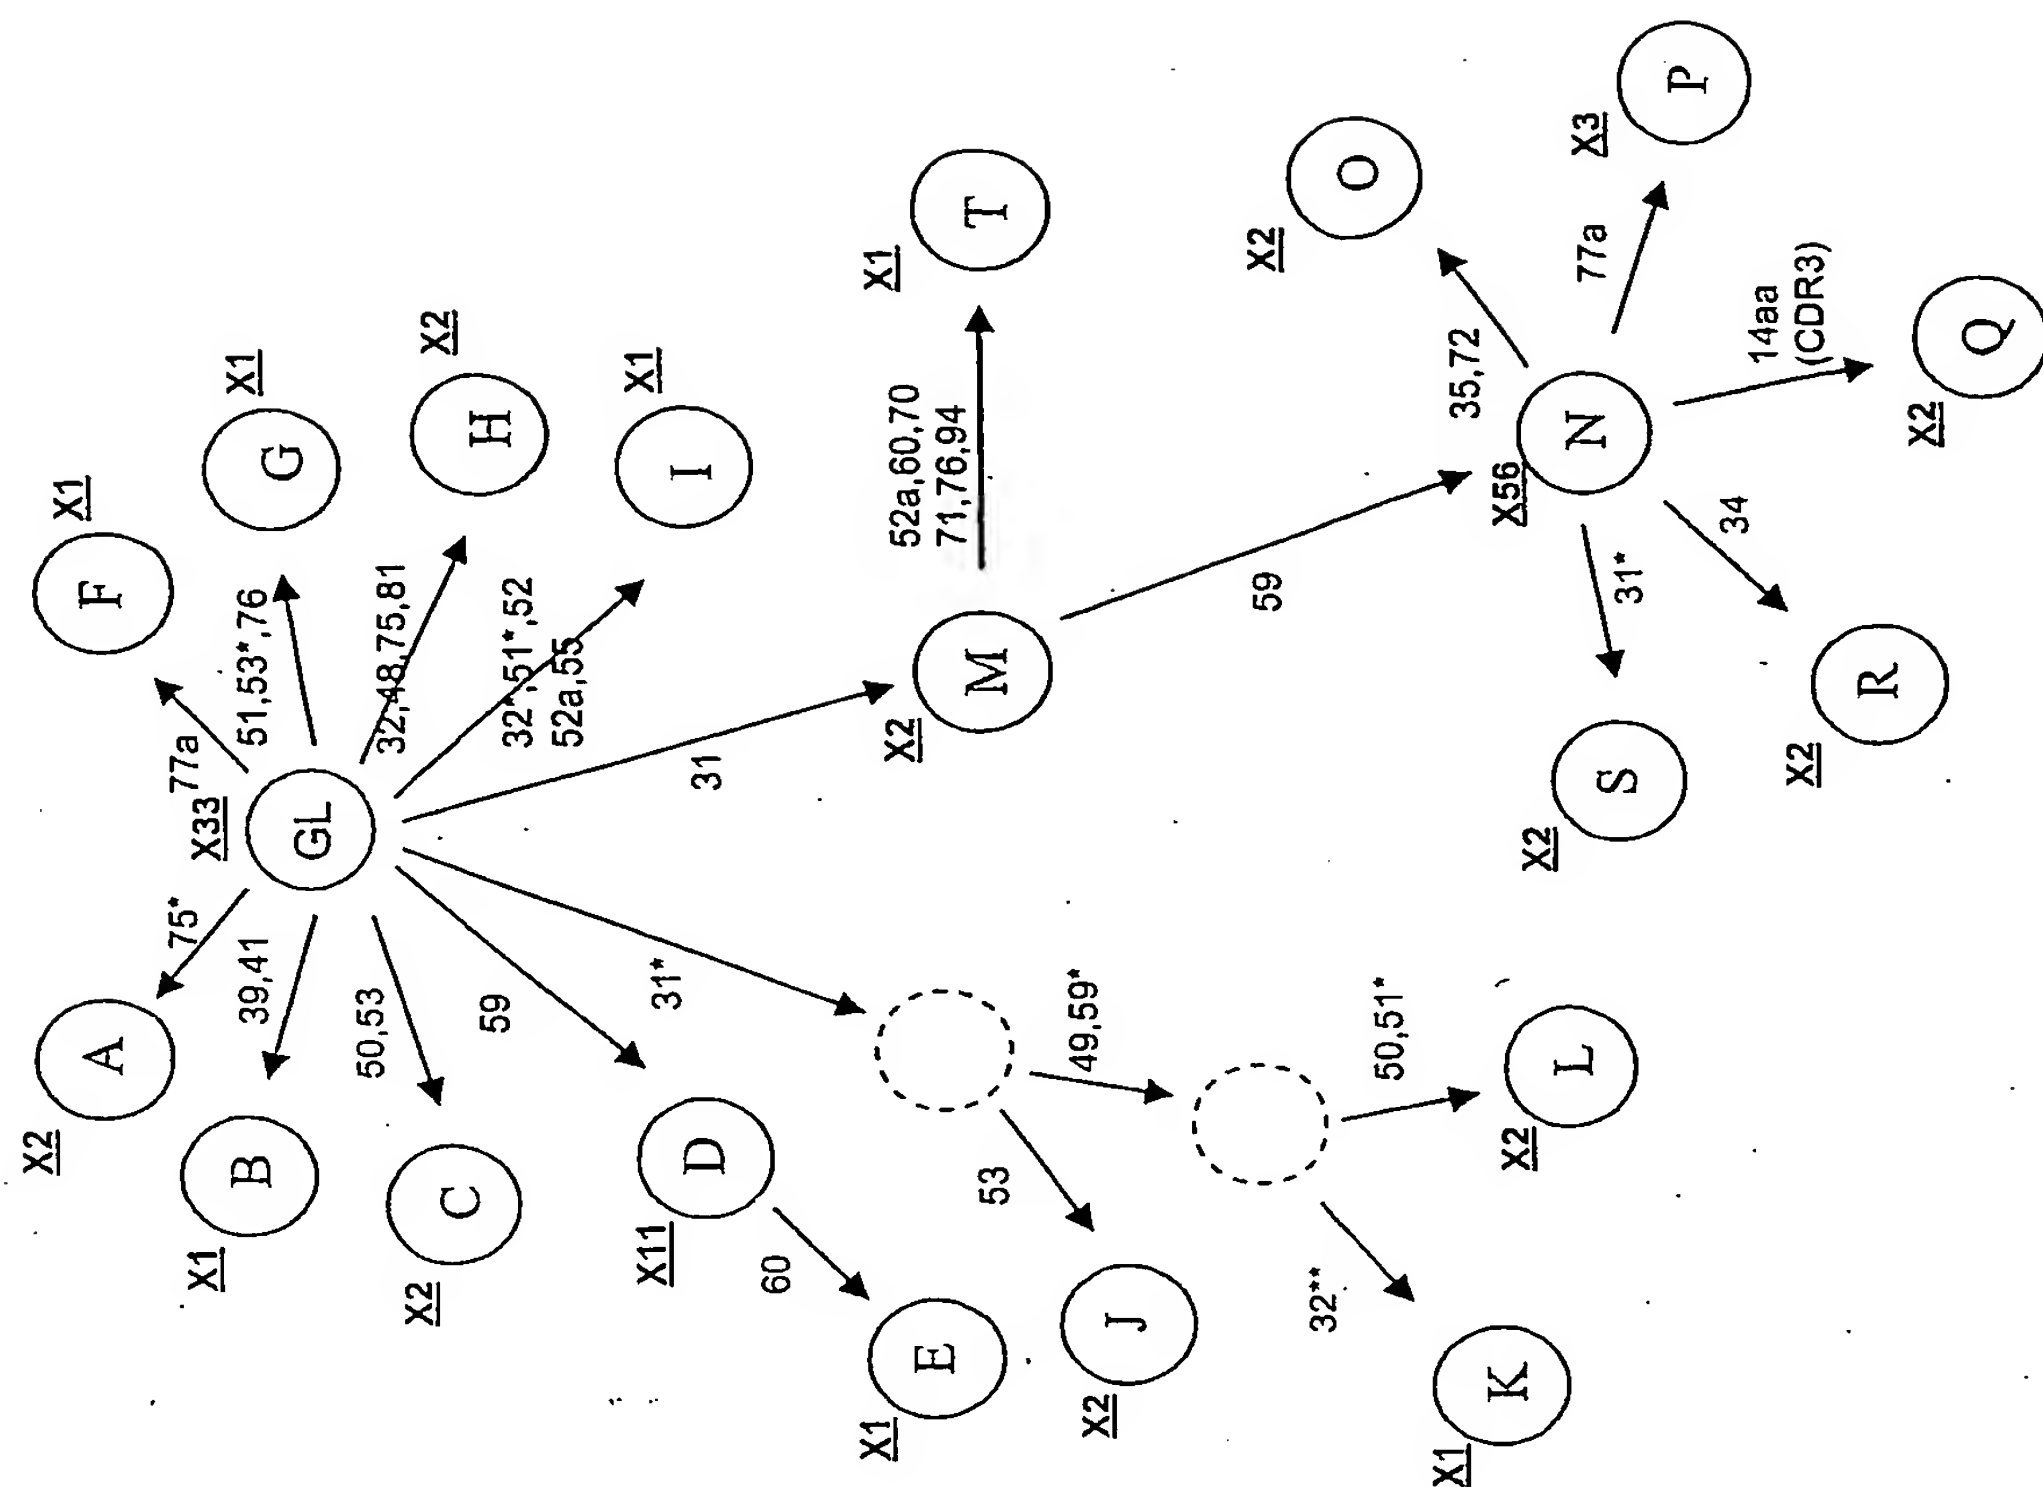 X2
A
75*
X1
B
39,41
X2
C
50,53
X33
GL
77a
F
X1
51,53*,76
G
X1
32,48,75,81
H
X2
32*,51*,52
52a,55
I
X1
59
X11
D
60
X1
E
31*
53
X2
J
49,59*
32**
X1
K
50,51*
X2
L
31
X2
M
52a,60,70
71,76,94
X1
T
59
X56
N
35,72
X2
O
77a
X3
P
14aa
(CDR3)
X2
Q
34
X2
R
31*
X2
S